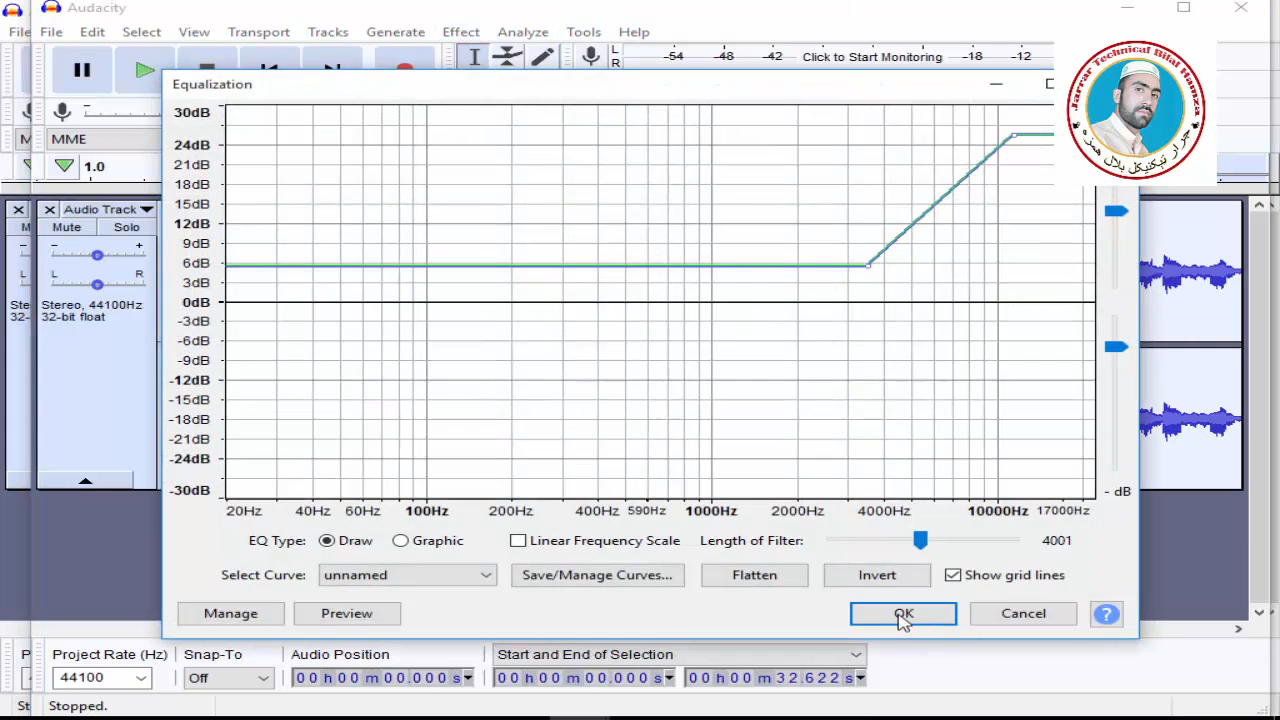 Audacity
File Edit Select View Transport Tracks Generate Effect Analyze Tools Help
L
R
-54 -48 -42 Click to Start Monitoring -18 -12
Equalization
MME
1.0
Audio Track
Mute Solo
- +
L R
Stereo, 44100Hz
32-bit float
30dB
24dB
21dB
18dB
15dB
12dB
9dB
6dB
3dB
0dB
-3dB
-6dB
-9dB
-12dB
-15dB
-18dB
-21dB
-24dB
-30dB
- dB
20Hz 40Hz 60Hz 100Hz 200Hz 400Hz 590Hz 1000Hz 2000Hz 4000Hz 10000Hz 17000Hz
EQ Type: Draw Graphic Linear Frequency Scale Length of Filter: 4001
Select Curve: unnamed Save/Manage Curves... Flatten Invert Show grid lines
Manage Preview OK Cancel ?
Project Rate (Hz) Snap-To Audio Position Start and End of Selection
44100 Off 00 h 00 m 00.000 s 00 h 00 m 00.000 s 00 h 00 m 32.622 s
Stopped.
Jarrar Technical Bilal Hamza
جرار ٹیکنیکل بلال حمزہ